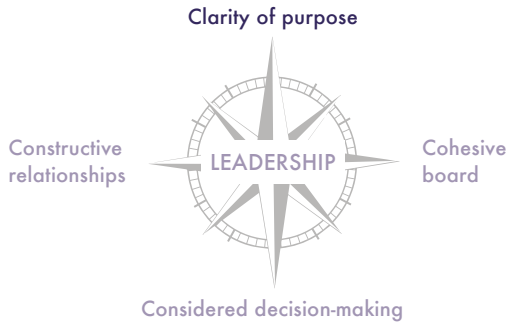 Clarity of purpose
Constructive
relationships
LEADERSHIP
Cohesive
board
Considered decision-making